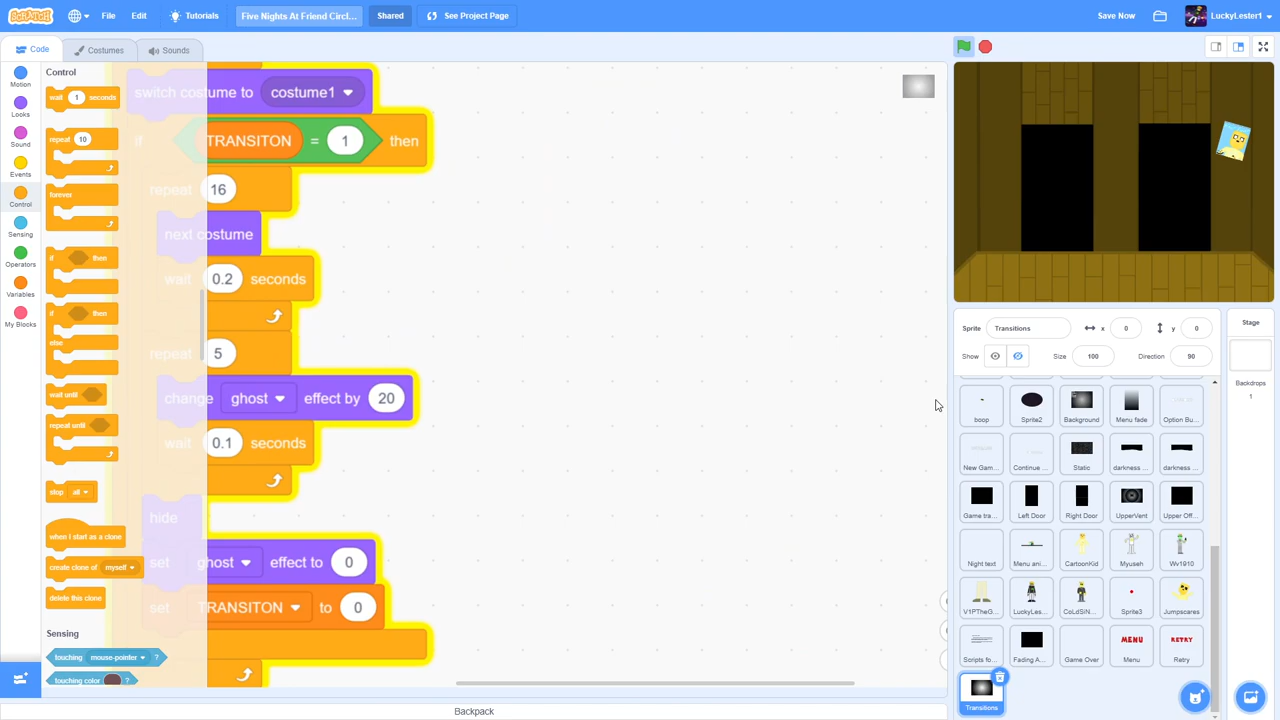 SCRATCH File Edit Tutorials Five Nights At Friend Circl... Shared See Project Page Save Now LuckyLester1
Code Costumes Sounds
Motion
Looks
Sound
Events
Control
Sensing
Operators
Variables
My Blocks
Control
wait 1 seconds
repeat 10
forever
if then
if then
else
wait until
repeat until
stop all
when I start as a clone
create clone of myself
delete this clone
Sensing
touching mouse-pointer ?
touching color ?
switch costume to costume1
if TRANSITON = 1 then
repeat 16
next costume
wait 0.2 seconds
repeat 5
change ghost effect by 20
wait 0.1 seconds
hide
set ghost effect to 0
set TRANSITON to 0
Backpack
Sprite Transitions x 0 y 0
Show Size 100 Direction 90
boop Sprite2 Background Menu fade Option Bu...
New Gam... Continue ... Static darkness ... darkness ...
Game tra... Left Door Right Door UpperVent Upper Off...
Night text Menu ani... CartoonKid Myuseh Wv1910
V1PTheG... LuckyLes... CoLdSiN... Sprite3 Jumpscares
MENU RETRY
Scripts fo... Fading A... Game Over Menu Retry
Transitions
Stage
Backdrops
1